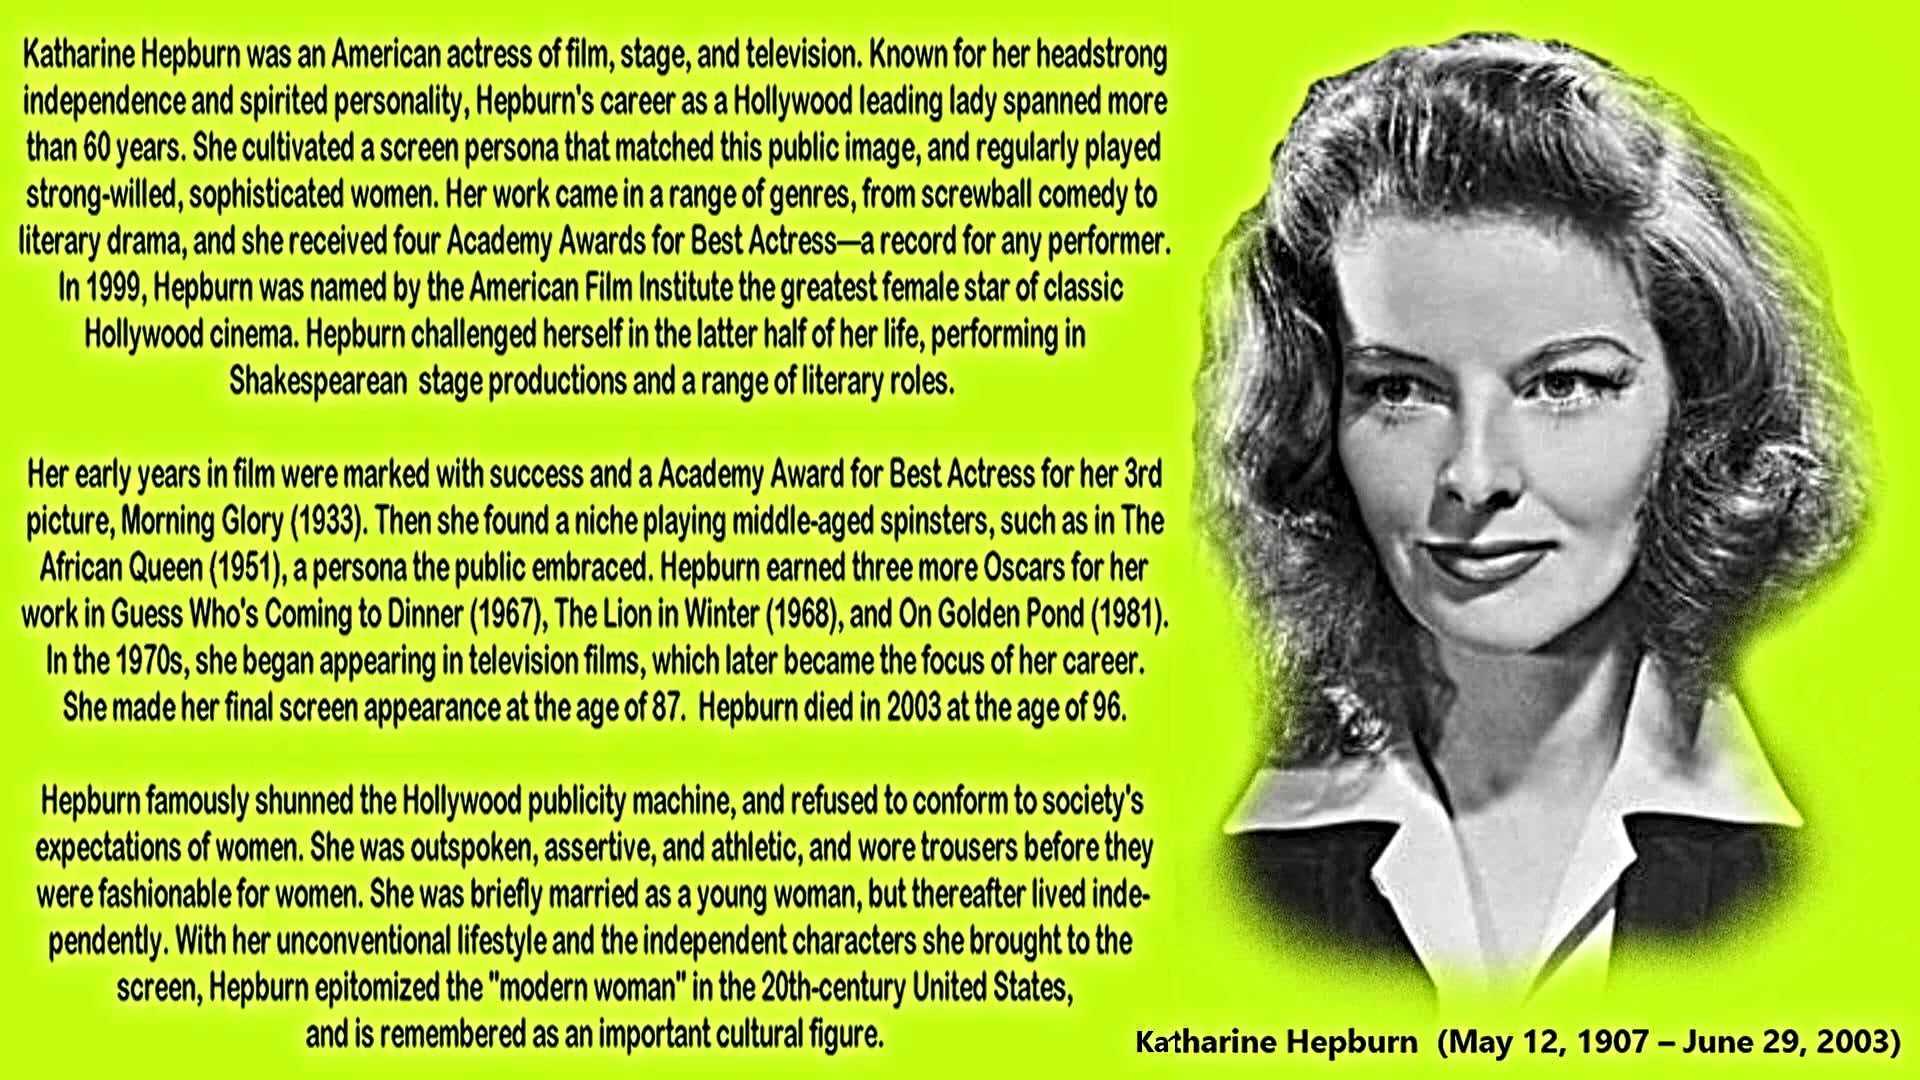 Katharine Hepburn was an American actress of film, stage, and television. Known for her headstrong
independence and spirited personality, Hepburn's career as a Hollywood leading lady spanned more
than 60 years. She cultivated a screen persona that matched this public image, and regularly played
strong-willed, sophisticated women. Her work came in a range of genres, from screwball comedy to
literary drama, and she received four Academy Awards for Best Actress—a record for any performer.
In 1999, Hepburn was named by the American Film Institute the greatest female star of classic
Hollywood cinema. Hepburn challenged herself in the latter half of her life, performing in
Shakespearean stage productions and a range of literary roles.
Her early years in film were marked with success and a Academy Award for Best Actress for her 3rd
picture, Morning Glory (1933). Then she found a niche playing middle-aged spinsters, such as in The
African Queen (1951), a persona the public embraced. Hepburn earned three more Oscars for her
work in Guess Who's Coming to Dinner (1967), The Lion in Winter (1968), and On Golden Pond (1981).
In the 1970s, she began appearing in television films, which later became the focus of her career.
She made her final screen appearance at the age of 87. Hepburn died in 2003 at the age of 96.
Hepburn famously shunned the Hollywood publicity machine, and refused to conform to society's
expectations of women. She was outspoken, assertive, and athletic, and wore trousers before they
were fashionable for women. She was briefly married as a young woman, but thereafter lived inde-
pendently. With her unconventional lifestyle and the independent characters she brought to the
screen, Hepburn epitomized the "modern woman" in the 20th-century United States,
and is remembered as an important cultural figure.
Katharine Hepburn (May 12, 1907 – June 29, 2003)